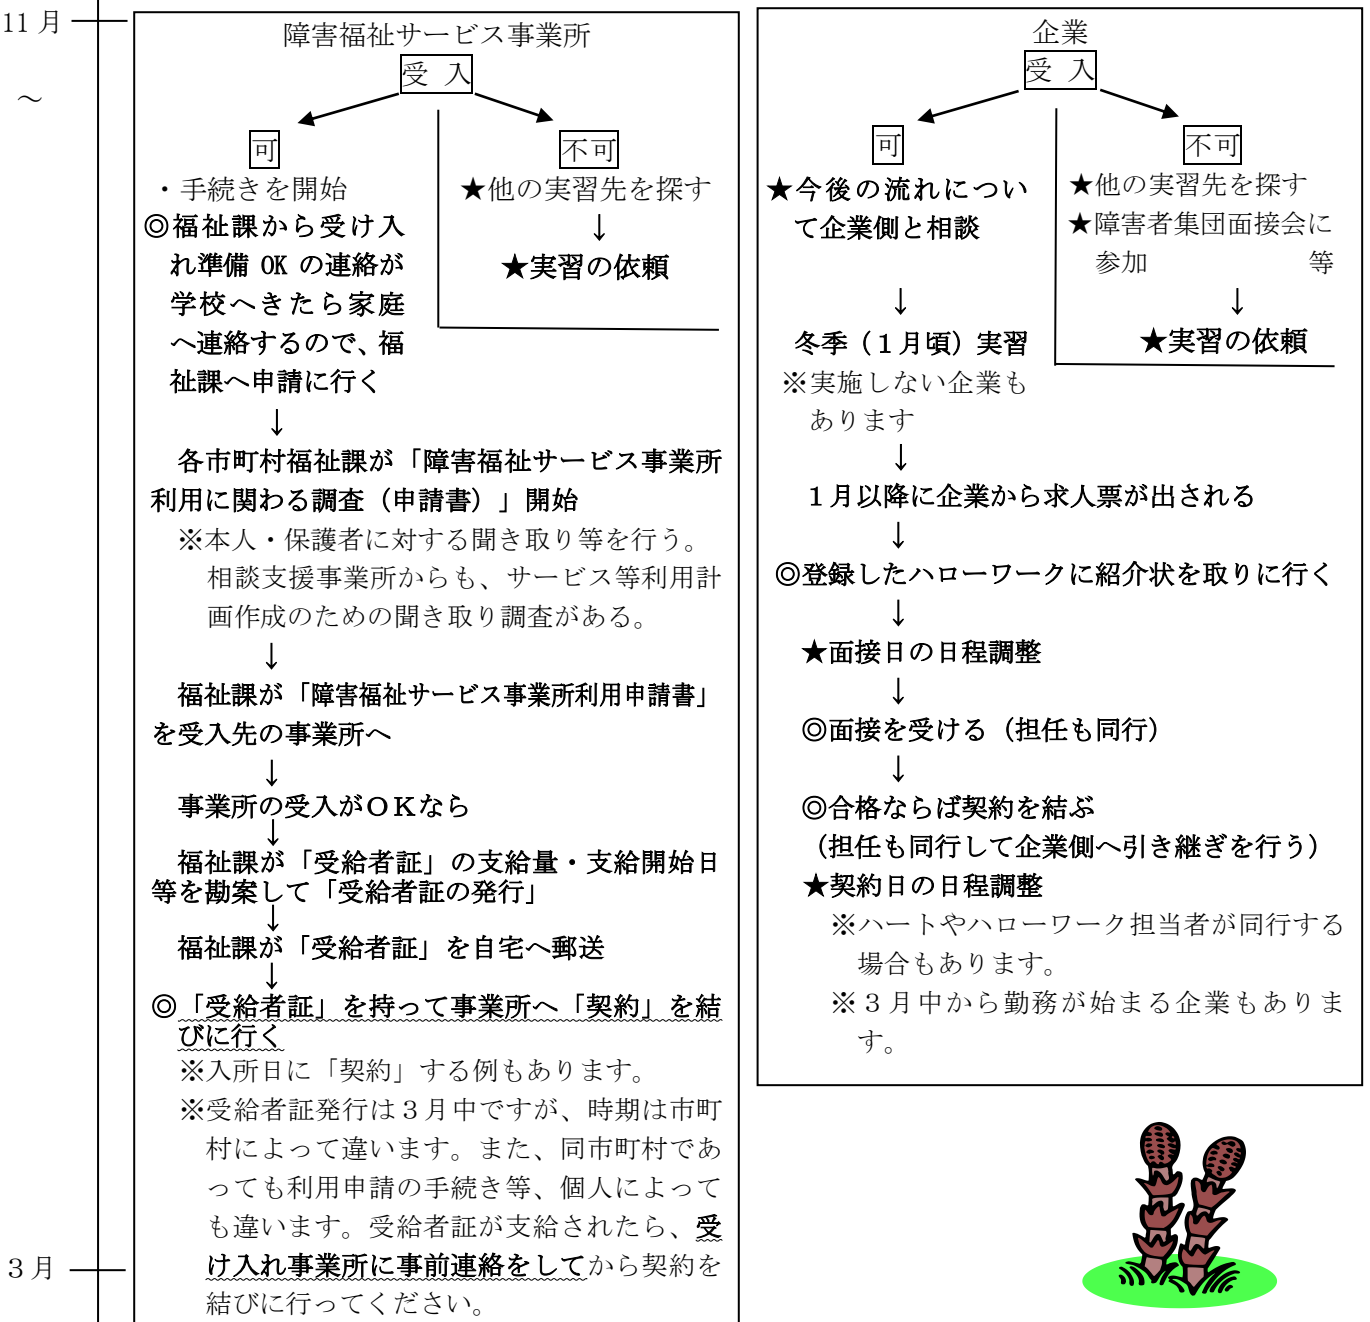 11月
～
3月
障害福祉サービス事業所
受 入
可
・手続きを開始
◎福祉課から受け入
れ準備 OK の連絡が
学校へきたら家庭
へ連絡するので、福
祉課へ申請に行く
不可
★他の実習先を探す
↓
★実習の依頼
↓
各市町村福祉課が「障害福祉サービス事業所
利用に関わる調査（申請書）」開始
※本人・保護者に対する聞き取り等を行う。
相談支援事業所からも、サービス等利用計
画作成のための聞き取り調査がある。
↓
福祉課が「障害福祉サービス事業所利用申請書」
を受入先の事業所へ
↓
事業所の受入がＯＫなら
↓
福祉課が「受給者証」の支給量・支給開始日
等を勘案して「受給者証の発行」
↓
福祉課が「受給者証」を自宅へ郵送
↓
◎「受給者証」を持って事業所へ「契約」を結
びに行く
※入所日に「契約」する例もあります。
※受給者証発行は３月中ですが、時期は市町
村によって違います。また、同市町村であ
っても利用申請の手続き等、個人によって
も違います。受給者証が支給されたら、受
け入れ事業所に事前連絡をしてから契約を
結びに行ってください。
企業
受 入
可
★今後の流れについ
て企業側と相談
↓
冬季（１月頃）実習
※実施しない企業も
あります
不可
★他の実習先を探す
★障害者集団面接会に
参加 等
↓
★実習の依頼
↓
１月以降に企業から求人票が出される
↓
◎登録したハローワークに紹介状を取りに行く
↓
★面接日の日程調整
↓
◎面接を受ける（担任も同行）
↓
◎合格ならば契約を結ぶ
（担任も同行して企業側へ引き継ぎを行う）
★契約日の日程調整
※ハートやハローワーク担当者が同行する
場合もあります。
※３月中から勤務が始まる企業もありま
す。